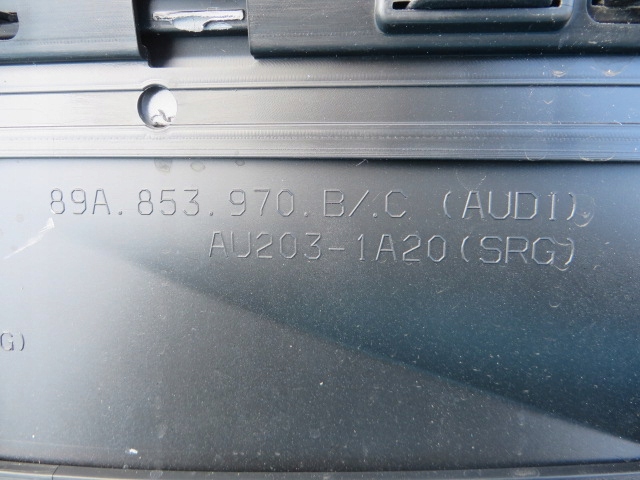 89A.853.970.B/.C (AUDI)
AU203-1A20(SRG)
G)